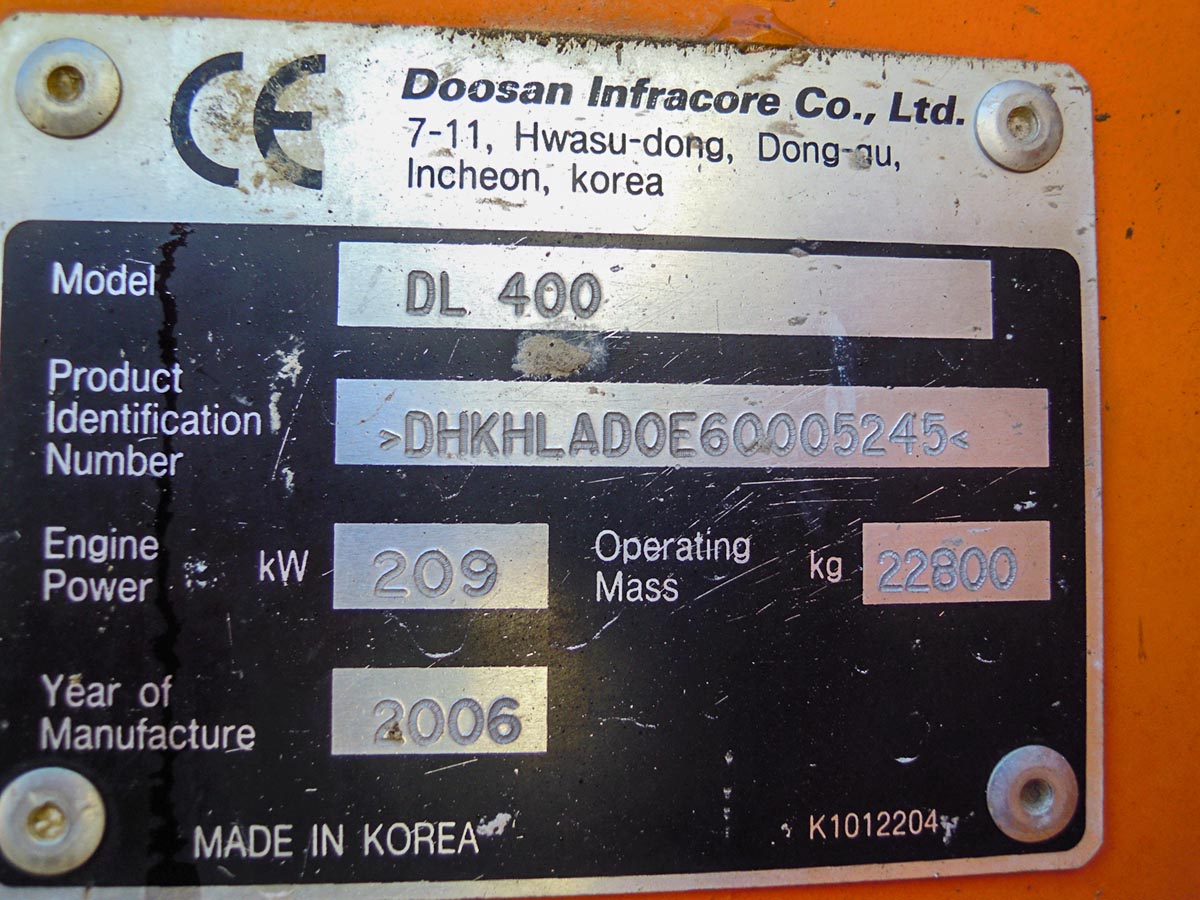 CE
Doosan Infracore Co., Ltd.
7-11, Hwasu-dong, Dong-gu,
Incheon, korea
Model DL 400
Product
Identification
Number >DHKHLAD0E60005245<
Engine
Power kW 209
Operating
Mass kg 22800
Year of
Manufacture 2006
MADE IN KOREA
K1012204